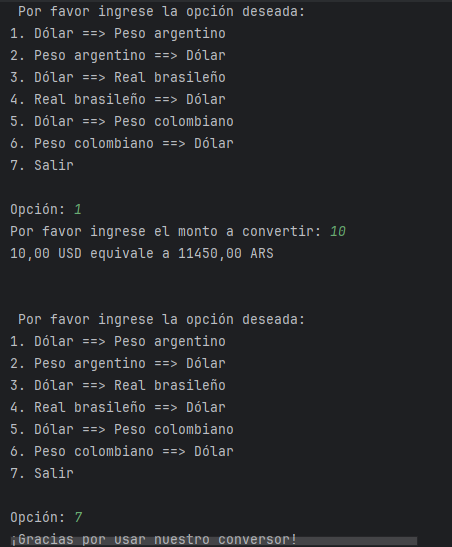 Por favor ingrese la opción deseada:
1. Dólar ==> Peso argentino
2. Peso argentino ==> Dólar
3. Dólar ==> Real brasileño
4. Real brasileño ==> Dólar
5. Dólar ==> Peso colombiano
6. Peso colombiano ==> Dólar
7. Salir
Opción: 1
Por favor ingrese el monto a convertir: 10
10,00 USD equivale a 11450,00 ARS
Por favor ingrese la opción deseada:
1. Dólar ==> Peso argentino
2. Peso argentino ==> Dólar
3. Dólar ==> Real brasileño
4. Real brasileño ==> Dólar
5. Dólar ==> Peso colombiano
6. Peso colombiano ==> Dólar
7. Salir
Opción: 7
¡Gracias por usar nuestro conversor!